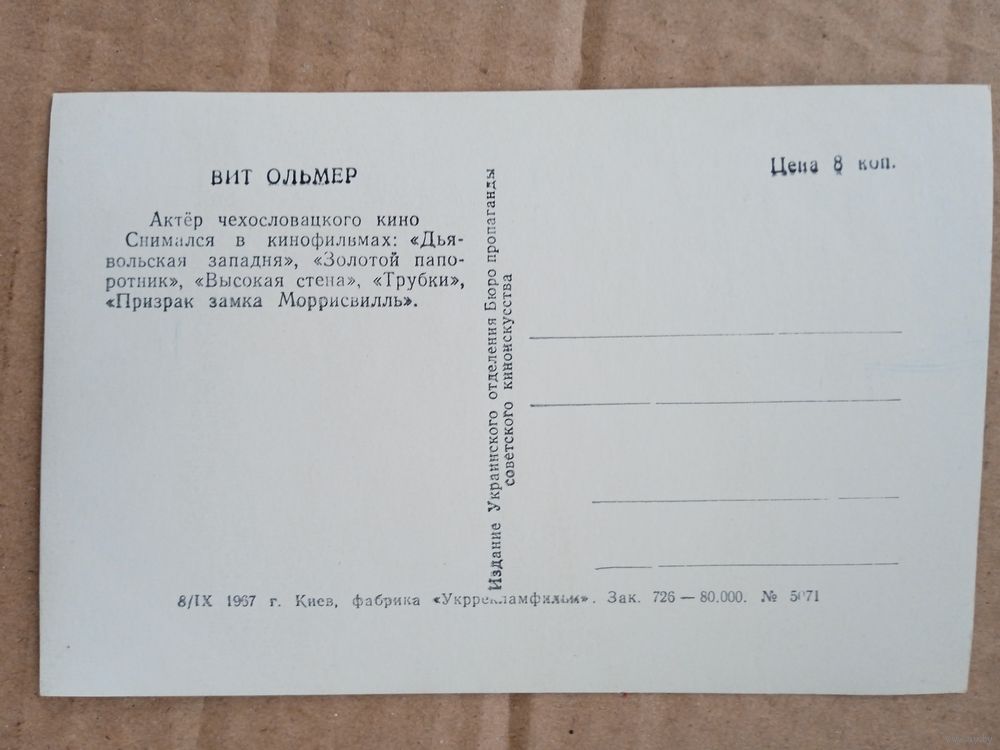 ВИТ ОЛЬМЕР
Актёр чехословацкого кино
Снимался в кинофильмах: «Дья-
вольская западня», «Золотой папо-
ротник», «Высокая стена», «Трубки»,
«Призрак замка Моррисвилль».
Издание Украинского отделения Бюро пропаганды
советского киноискусства
Цена 8 коп.
8/IX 1967 г. Киев, фабрика «Укррекламфильм». Зак. 726 — 80.000. №